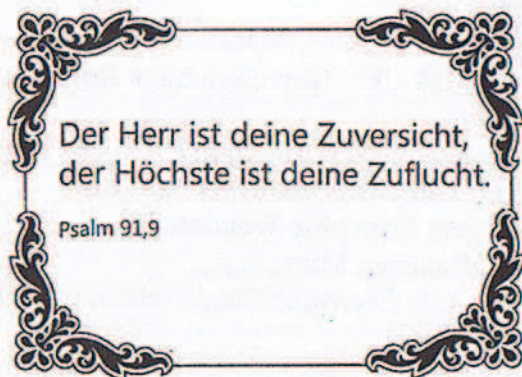 Der Herr ist deine Zuversicht,
der Höchste ist deine Zuflucht.
Psalm 91,9